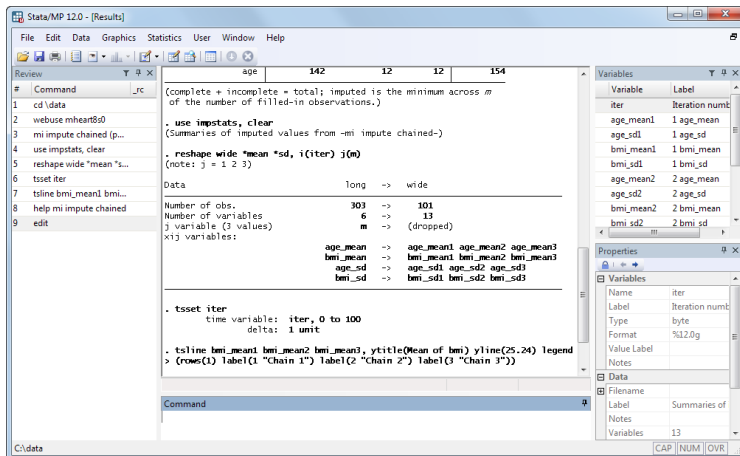 Stata/MP 12.0 - [Results]
File Edit Data Graphics Statistics User Window Help
Review
# Command _rc
1 cd \data
2 webuse mheart8s0
3 mi impute chained (p...
4 use impstats, clear
5 reshape wide *mean *s...
6 tsset iter
7 tsline bmi_mean1 bmi...
8 help mi impute chained
9 edit
age 142 12 12 154
(complete + incomplete = total; imputed is the minimum across m
of the number of filled-in observations.)
. use impstats, clear
(Summaries of imputed values from -mi impute chained-)
. reshape wide *mean *sd, i(iter) j(m)
(note: j = 1 2 3)
Data long -> wide
Number of obs. 303 -> 101
Number of variables 6 -> 13
j variable (3 values) m -> (dropped)
xij variables:
age_mean -> age_mean1 age_mean2 age_mean3
bmi_mean -> bmi_mean1 bmi_mean2 bmi_mean3
age_sd -> age_sd1 age_sd2 age_sd3
bmi_sd -> bmi_sd1 bmi_sd2 bmi_sd3
. tsset iter
time variable: iter, 0 to 100
delta: 1 unit
. tsline bmi_mean1 bmi_mean2 bmi_mean3, ytitle(Mean of bmi) yline(25.24) legend
> (rows(1) label(1 "Chain 1") label(2 "Chain 2") label(3 "Chain 3"))
Command
Variables
Variable Label
iter Iteration numb
age_mean1 1 age_mean
age_sd1 1 age_sd
bmi_mean1 1 bmi_mean
bmi_sd1 1 bmi_sd
age_mean2 2 age_mean
age_sd2 2 age_sd
bmi_mean2 2 bmi_mean
bmi_sd2 2 bmi_sd
Properties
Variables
Name iter
Label Iteration numb
Type byte
Format %12.0g
Value Label
Notes
Data
Filename
Label Summaries of
Notes
Variables 13
C:\data
CAP NUM OVR